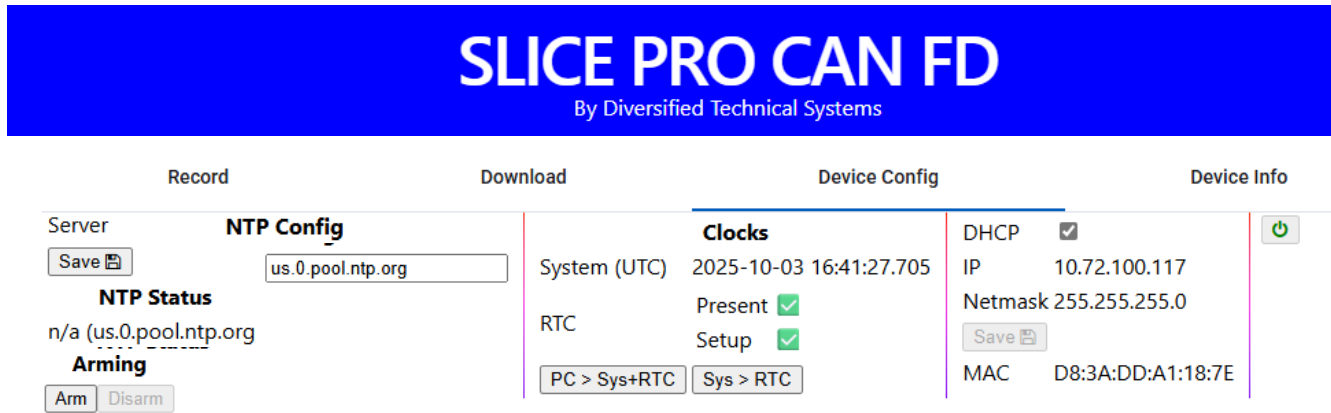 SLICE PRO CAN FD
By Diversified Technical Systems
Record Download Device Config Device Info
Server NTP Config
Save
us.0.pool.ntp.org
NTP Status
n/a (us.0.pool.ntp.org
Arming
Arm Disarm
Clocks
System (UTC) 2025-10-03 16:41:27.705
RTC
Present
Setup
PC > Sys+RTC Sys > RTC
DHCP
IP 10.72.100.117
Netmask 255.255.255.0
Save
MAC D8:3A:DD:A1:18:7E